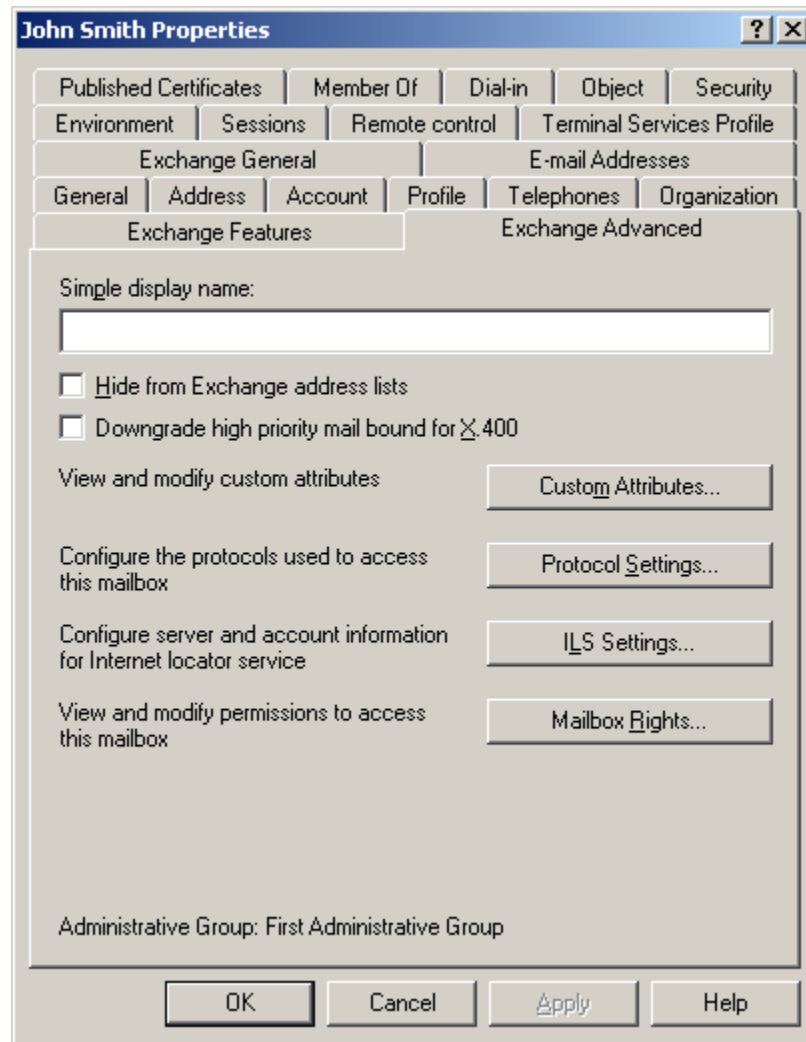 John Smith Properties
Published Certificates Member Of Dial-in Object Security
Environment Sessions Remote control Terminal Services Profile
Exchange General E-mail Addresses
General Address Account Profile Telephones Organization
Exchange Features Exchange Advanced
Simple display name:
Hide from Exchange address lists
Downgrade high priority mail bound for X.400
View and modify custom attributes
Custom Attributes...
Configure the protocols used to access
this mailbox
Protocol Settings...
Configure server and account information
for Internet locator service
ILS Settings...
View and modify permissions to access
this mailbox
Mailbox Rights...
Administrative Group: First Administrative Group
OK Cancel Apply Help